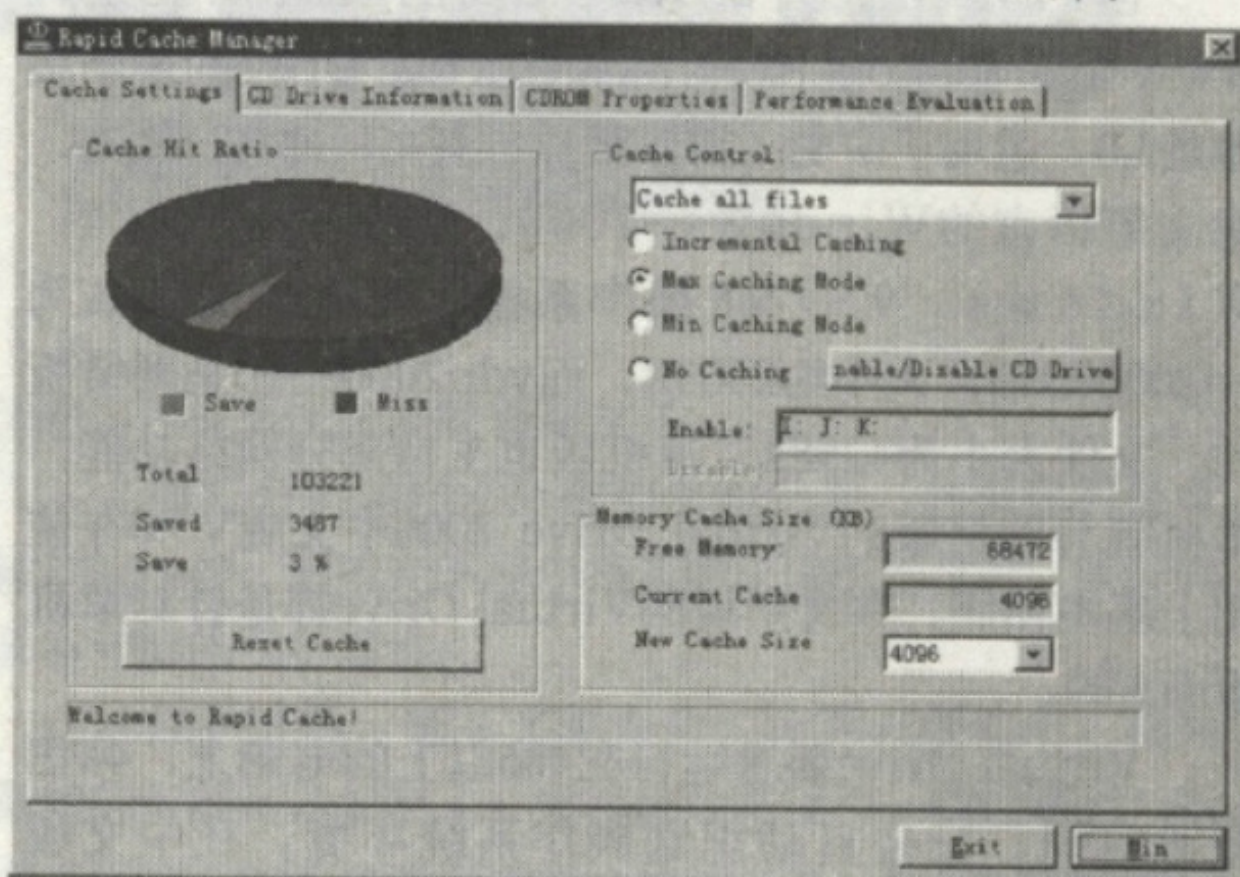 Rapid Cache Manager
Cache Settings CD Drive Information CDROM Properties Performance Evaluation
Cache Hit Ratio
Save Miss
Total 103221
Saved 3487
Save 3 %
Reset Cache
Cache Control
Cache all files
Incremental Caching
Max Caching Mode
Min Caching Mode
No Caching nable/Disable CD Drive
Enable: I: J: K:
Disable:
Memory Cache Size (KB)
Free Memory 68472
Current Cache 4096
New Cache Size 4096
Welcome to Rapid Cache!
Exit Min